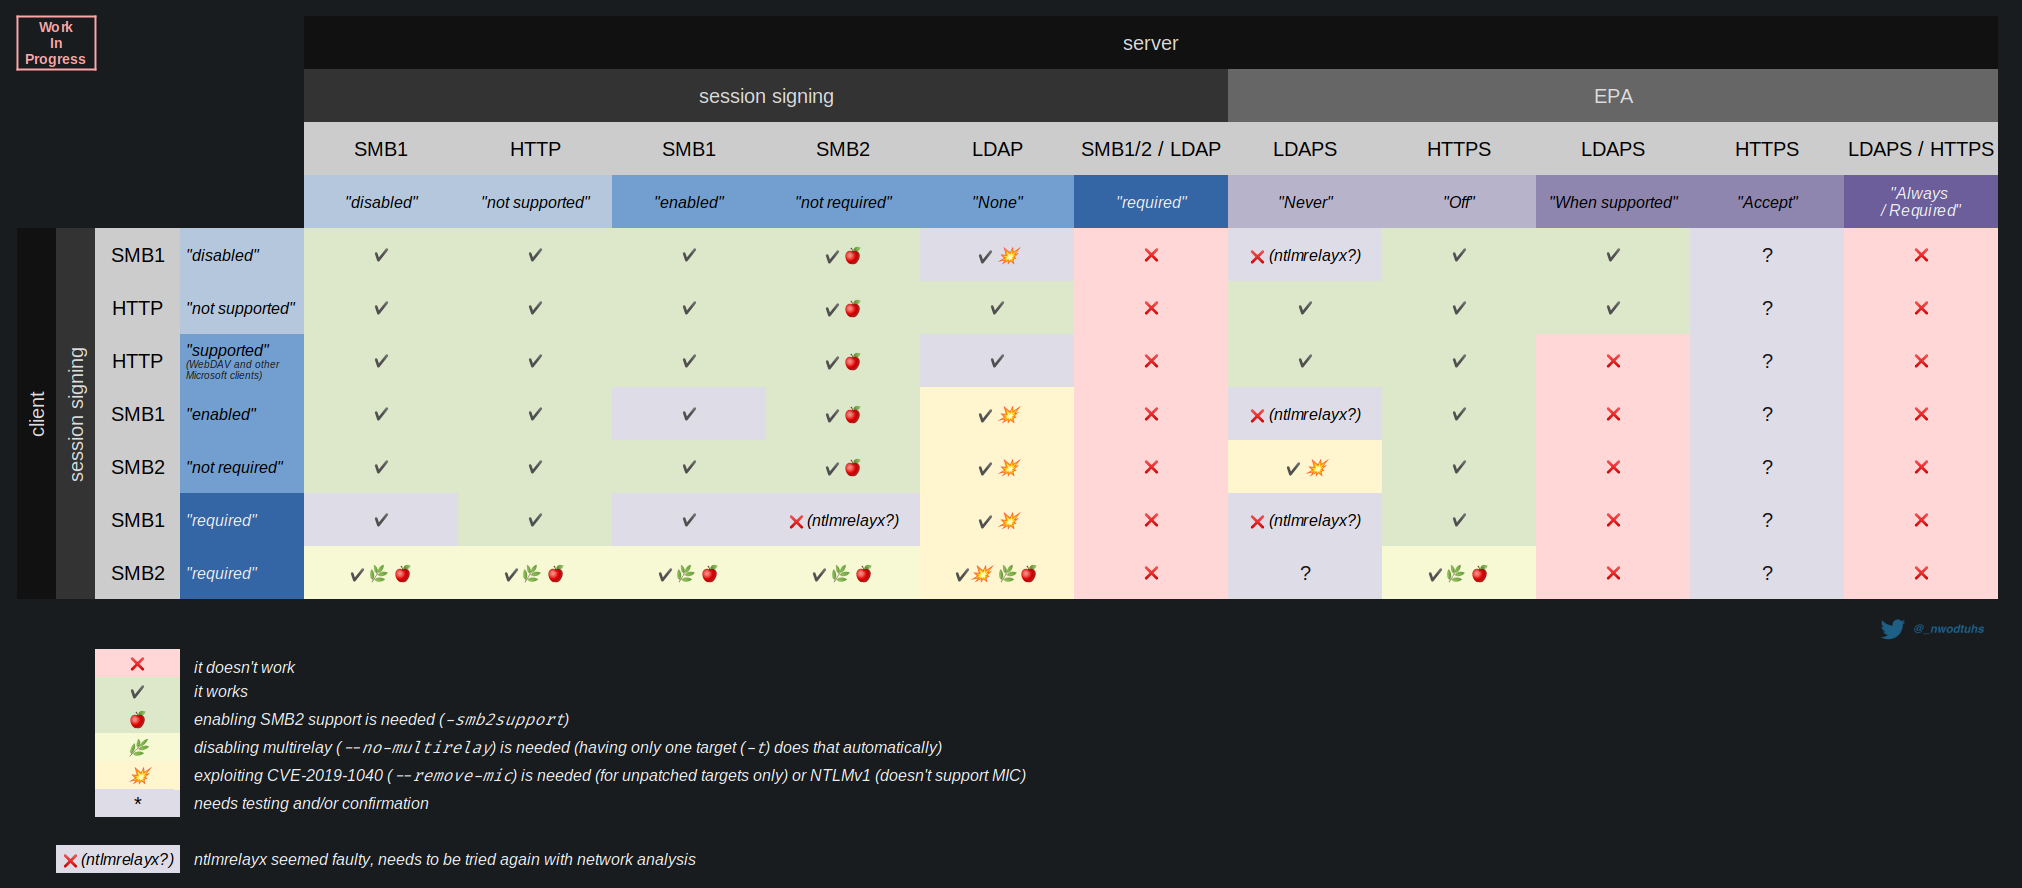 Work
In
Progress
server
session signing EPA
SMB1 HTTP SMB1 SMB2 LDAP SMB1/2 / LDAP LDAPS HTTPS LDAPS HTTPS LDAPS / HTTPS
"disabled" "not supported" "enabled" "not required" "None" "required" "Never" "Off" "When supported" "Accept" "Always
/ Required"
client
session signing
SMB1 "disabled" ✔ ✔ ✔ ✔ 🍎 ✔ 💥 ❌ ❌ (ntlmrelayx?) ✔ ✔ ? ❌
HTTP "not supported" ✔ ✔ ✔ ✔ 🍎 ✔ ❌ ✔ ✔ ✔ ? ❌
HTTP "supported" ✔ ✔ ✔ ✔ 🍎 ✔ ❌ ✔ ✔ ❌ ? ❌
(WebDAV and other
Microsoft clients)
SMB1 "enabled" ✔ ✔ ✔ ✔ 🍎 ✔ 💥 ❌ ❌ (ntlmrelayx?) ✔ ❌ ? ❌
SMB2 "not required" ✔ ✔ ✔ ✔ 🍎 ✔ 💥 ❌ ✔ 💥 ✔ ❌ ? ❌
SMB1 "required" ✔ ✔ ✔ ❌ (ntlmrelayx?) ✔ 💥 ❌ ❌ (ntlmrelayx?) ✔ ❌ ? ❌
SMB2 "required" ✔ 🌿 🍎 ✔ 🌿 🍎 ✔ 🌿 🍎 ✔ 🌿 🍎 ✔ 💥 🌿 🍎 ❌ ? ✔ 🌿 🍎 ❌ ? ❌
@_nwodtuhs
❌ it doesn't work
✔ it works
🍎 enabling SMB2 support is needed (-smb2support)
🌿 disabling multirelay (--no-multirelay) is needed (having only one target (-t) does that automatically)
💥 exploiting CVE-2019-1040 (--remove-mic) is needed (for unpatched targets only) or NTLMv1 (doesn't support MIC)
* needs testing and/or confirmation
❌ (ntlmrelayx?) ntlmrelayx seemed faulty, needs to be tried again with network analysis